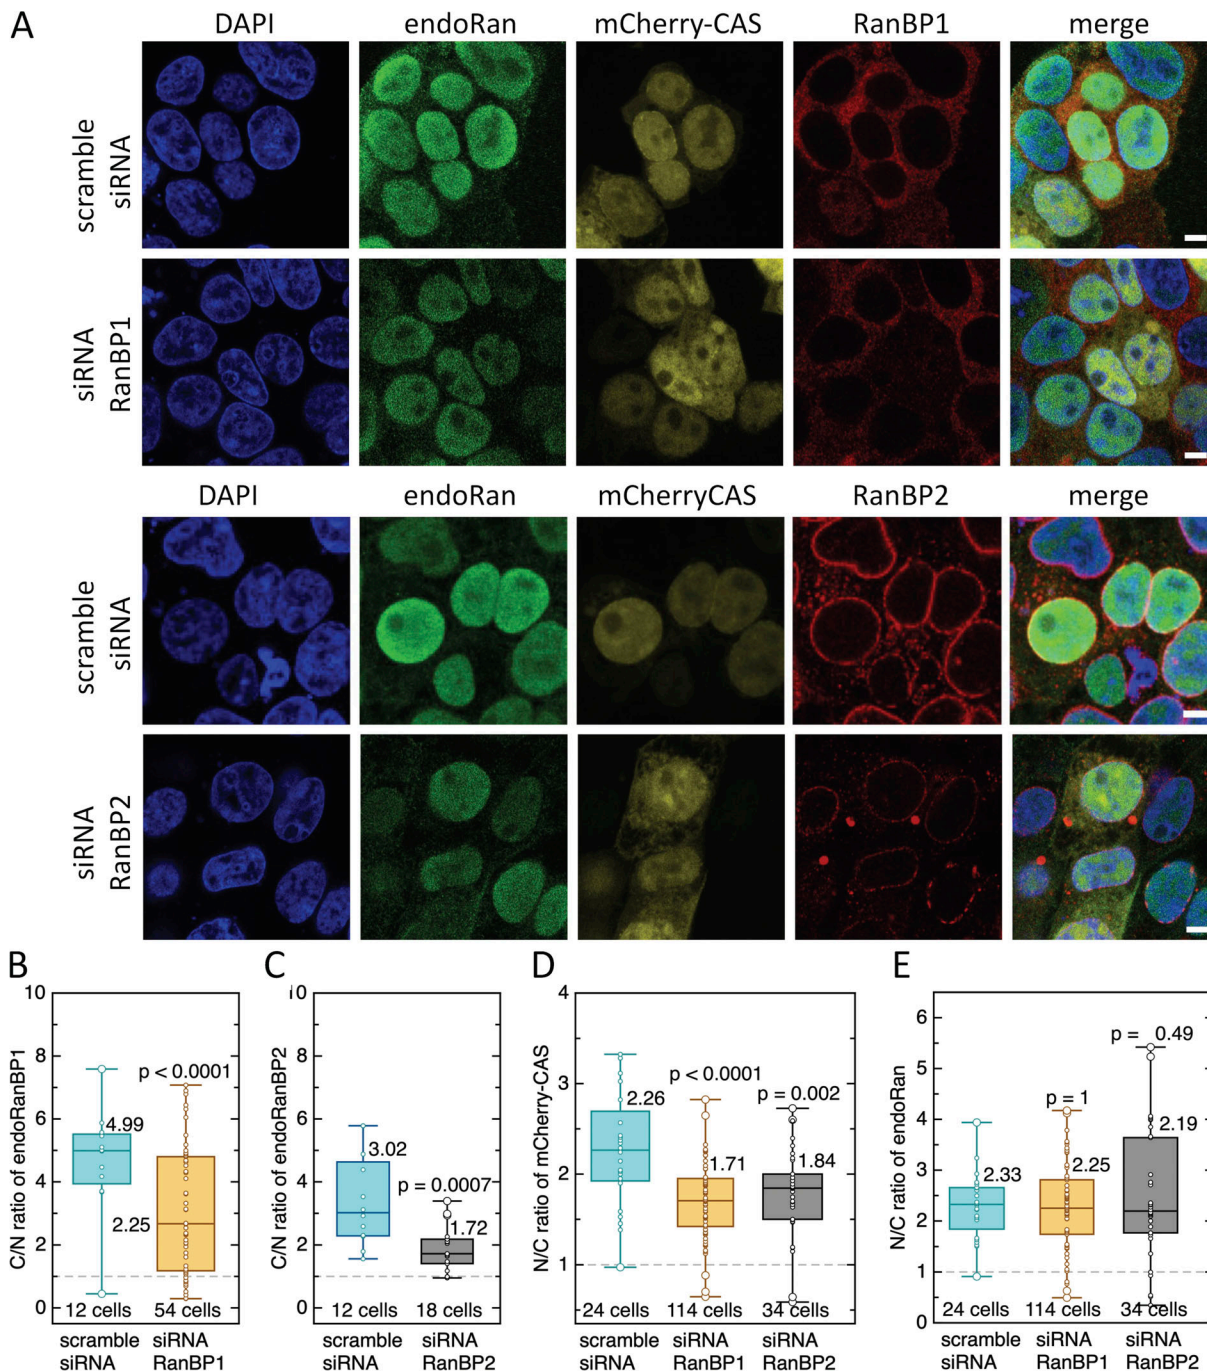 A
DAPI endoRan mCherry-CAS RanBP1 merge
scramble
siRNA
siRNA
RanBP1
DAPI endoRan mCherryCAS RanBP2 merge
scramble
siRNA
siRNA
RanBP2
B
C/N ratio of endoRanBP1
10
8
6
4
2
0
p < 0.0001
4.99
2.25
12 cells 54 cells
scramble siRNA
siRNA RanBP1
C
C/N ratio of endoRanBP2
10
8
6
4
2
0
3.02
p = 0.0007
1.72
12 cells 18 cells
scramble siRNA
siRNA RanBP2
D
N/C ratio of mCherry-CAS
4
3
2
1
p < 0.0001
p = 0.002
2.26
1.71
1.84
24 cells 114 cells 34 cells
scramble siRNA siRNA
siRNA RanBP1 RanBP2
E
N/C ratio of endoRan
6
5
4
3
2
1
0
p = 0.49
p = 1
2.33
2.25
2.19
24 cells 114 cells 34 cells
scramble siRNA siRNA
siRNA RanBP1 RanBP2